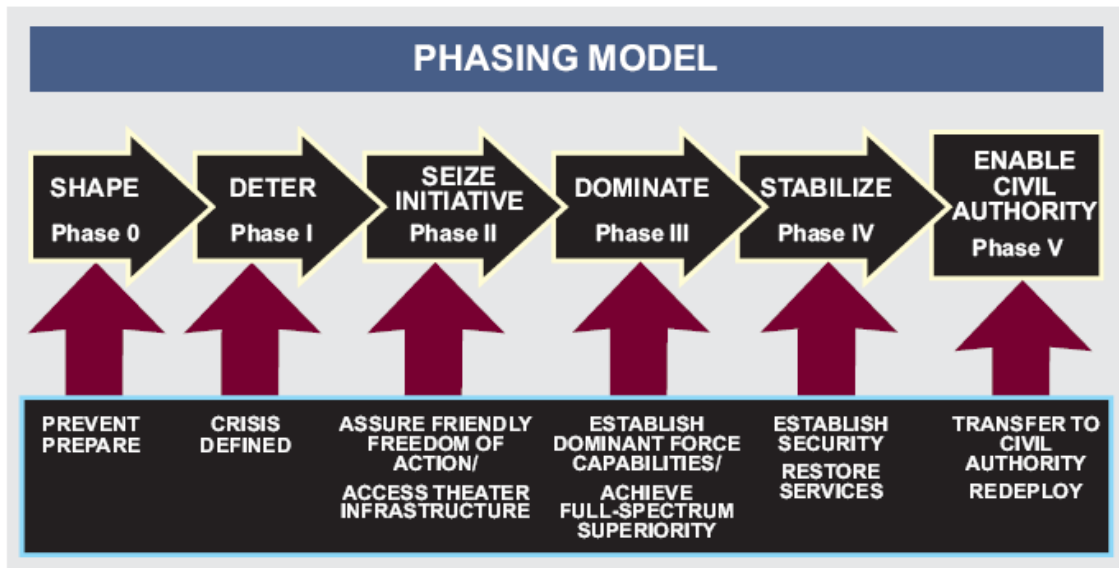 PHASING MODEL
SHAPE
Phase 0
DETER
Phase I
SEIZE
INITIATIVE
Phase II
DOMINATE
Phase III
STABILIZE
Phase IV
ENABLE
CIVIL
AUTHORITY
Phase V
PREVENT
PREPARE
CRISIS
DEFINED
ASSURE FRIENDLY
FREEDOM OF
ACTION/
ACCESS THEATER
INFRASTRUCTURE
ESTABLISH
DOMINANT FORCE
CAPABILITIES/
ACHIEVE
FULL-SPECTRUM
SUPERIORITY
ESTABLISH
SECURITY
RESTORE
SERVICES
TRANSFER TO
CIVIL
AUTHORITY
REDEPLOY